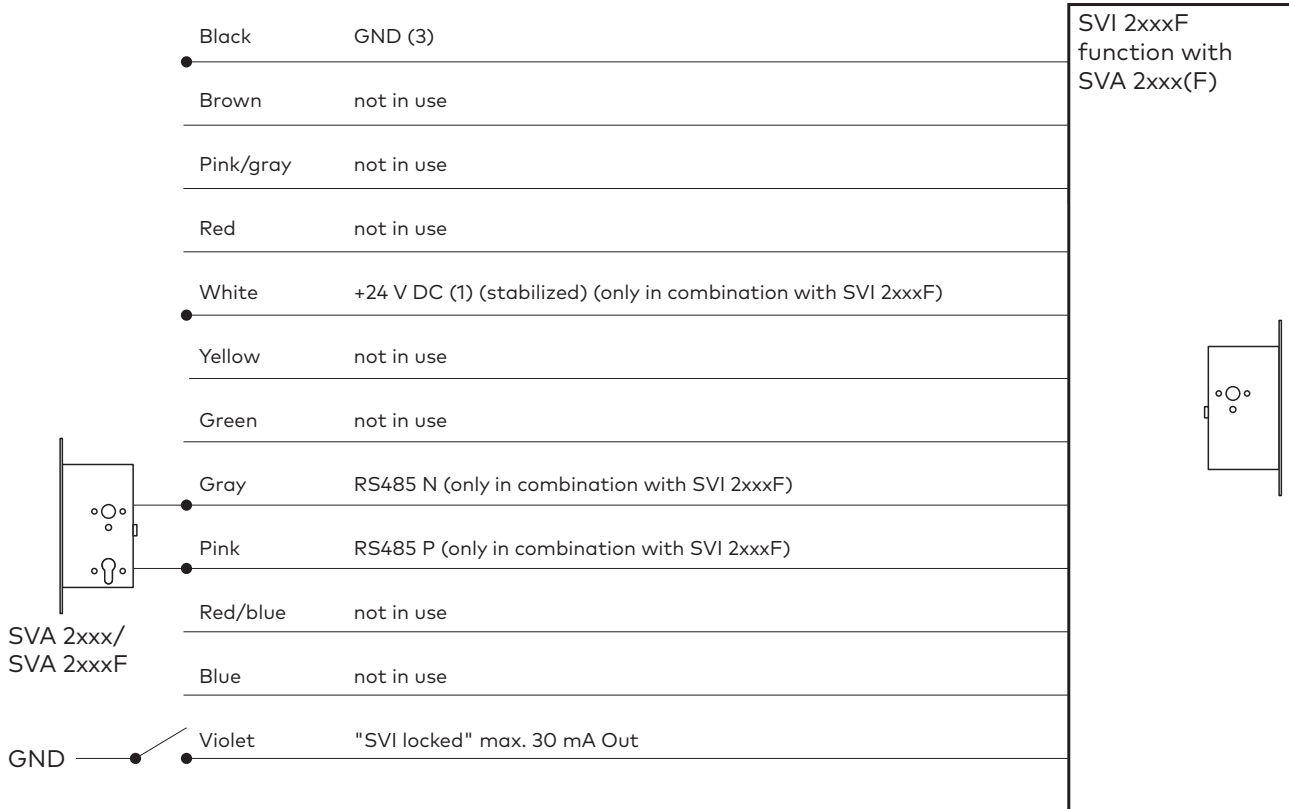 SVI 2xxxF
function with
SVA 2xxx(F)
Black GND (3)
Brown not in use
Pink/gray not in use
Red not in use
White +24 V DC (1) (stabilized) (only in combination with SVI 2xxxF)
Yellow not in use
Green not in use
Gray RS485 N (only in combination with SVI 2xxxF)
Pink RS485 P (only in combination with SVI 2xxxF)
Red/blue not in use
Blue not in use
Violet "SVI locked" max. 30 mA Out
SVA 2xxx/
SVA 2xxxF
GND